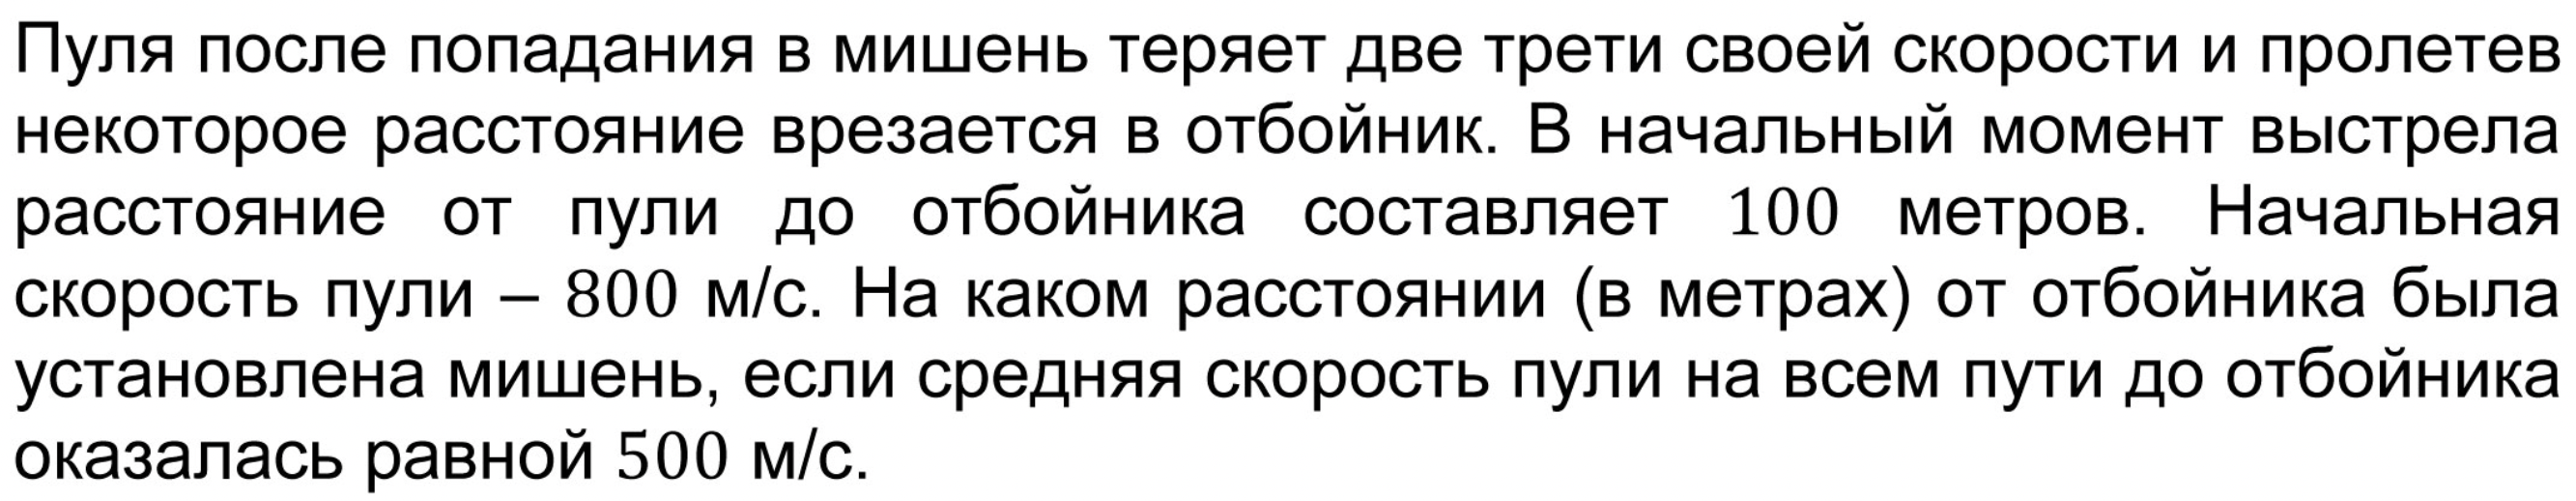 Пуля после попадания в мишень теряет две трети своей скорости и пролетев
некоторое расстояние врезается в отбойник. В начальный момент выстрела
расстояние от пули до отбойника составляет 100 метров. Начальная
скорость пули – 800 м/с. На каком расстоянии (в метрах) от отбойника была
установлена мишень, если средняя скорость пули на всем пути до отбойника
оказалась равной 500 м/с.